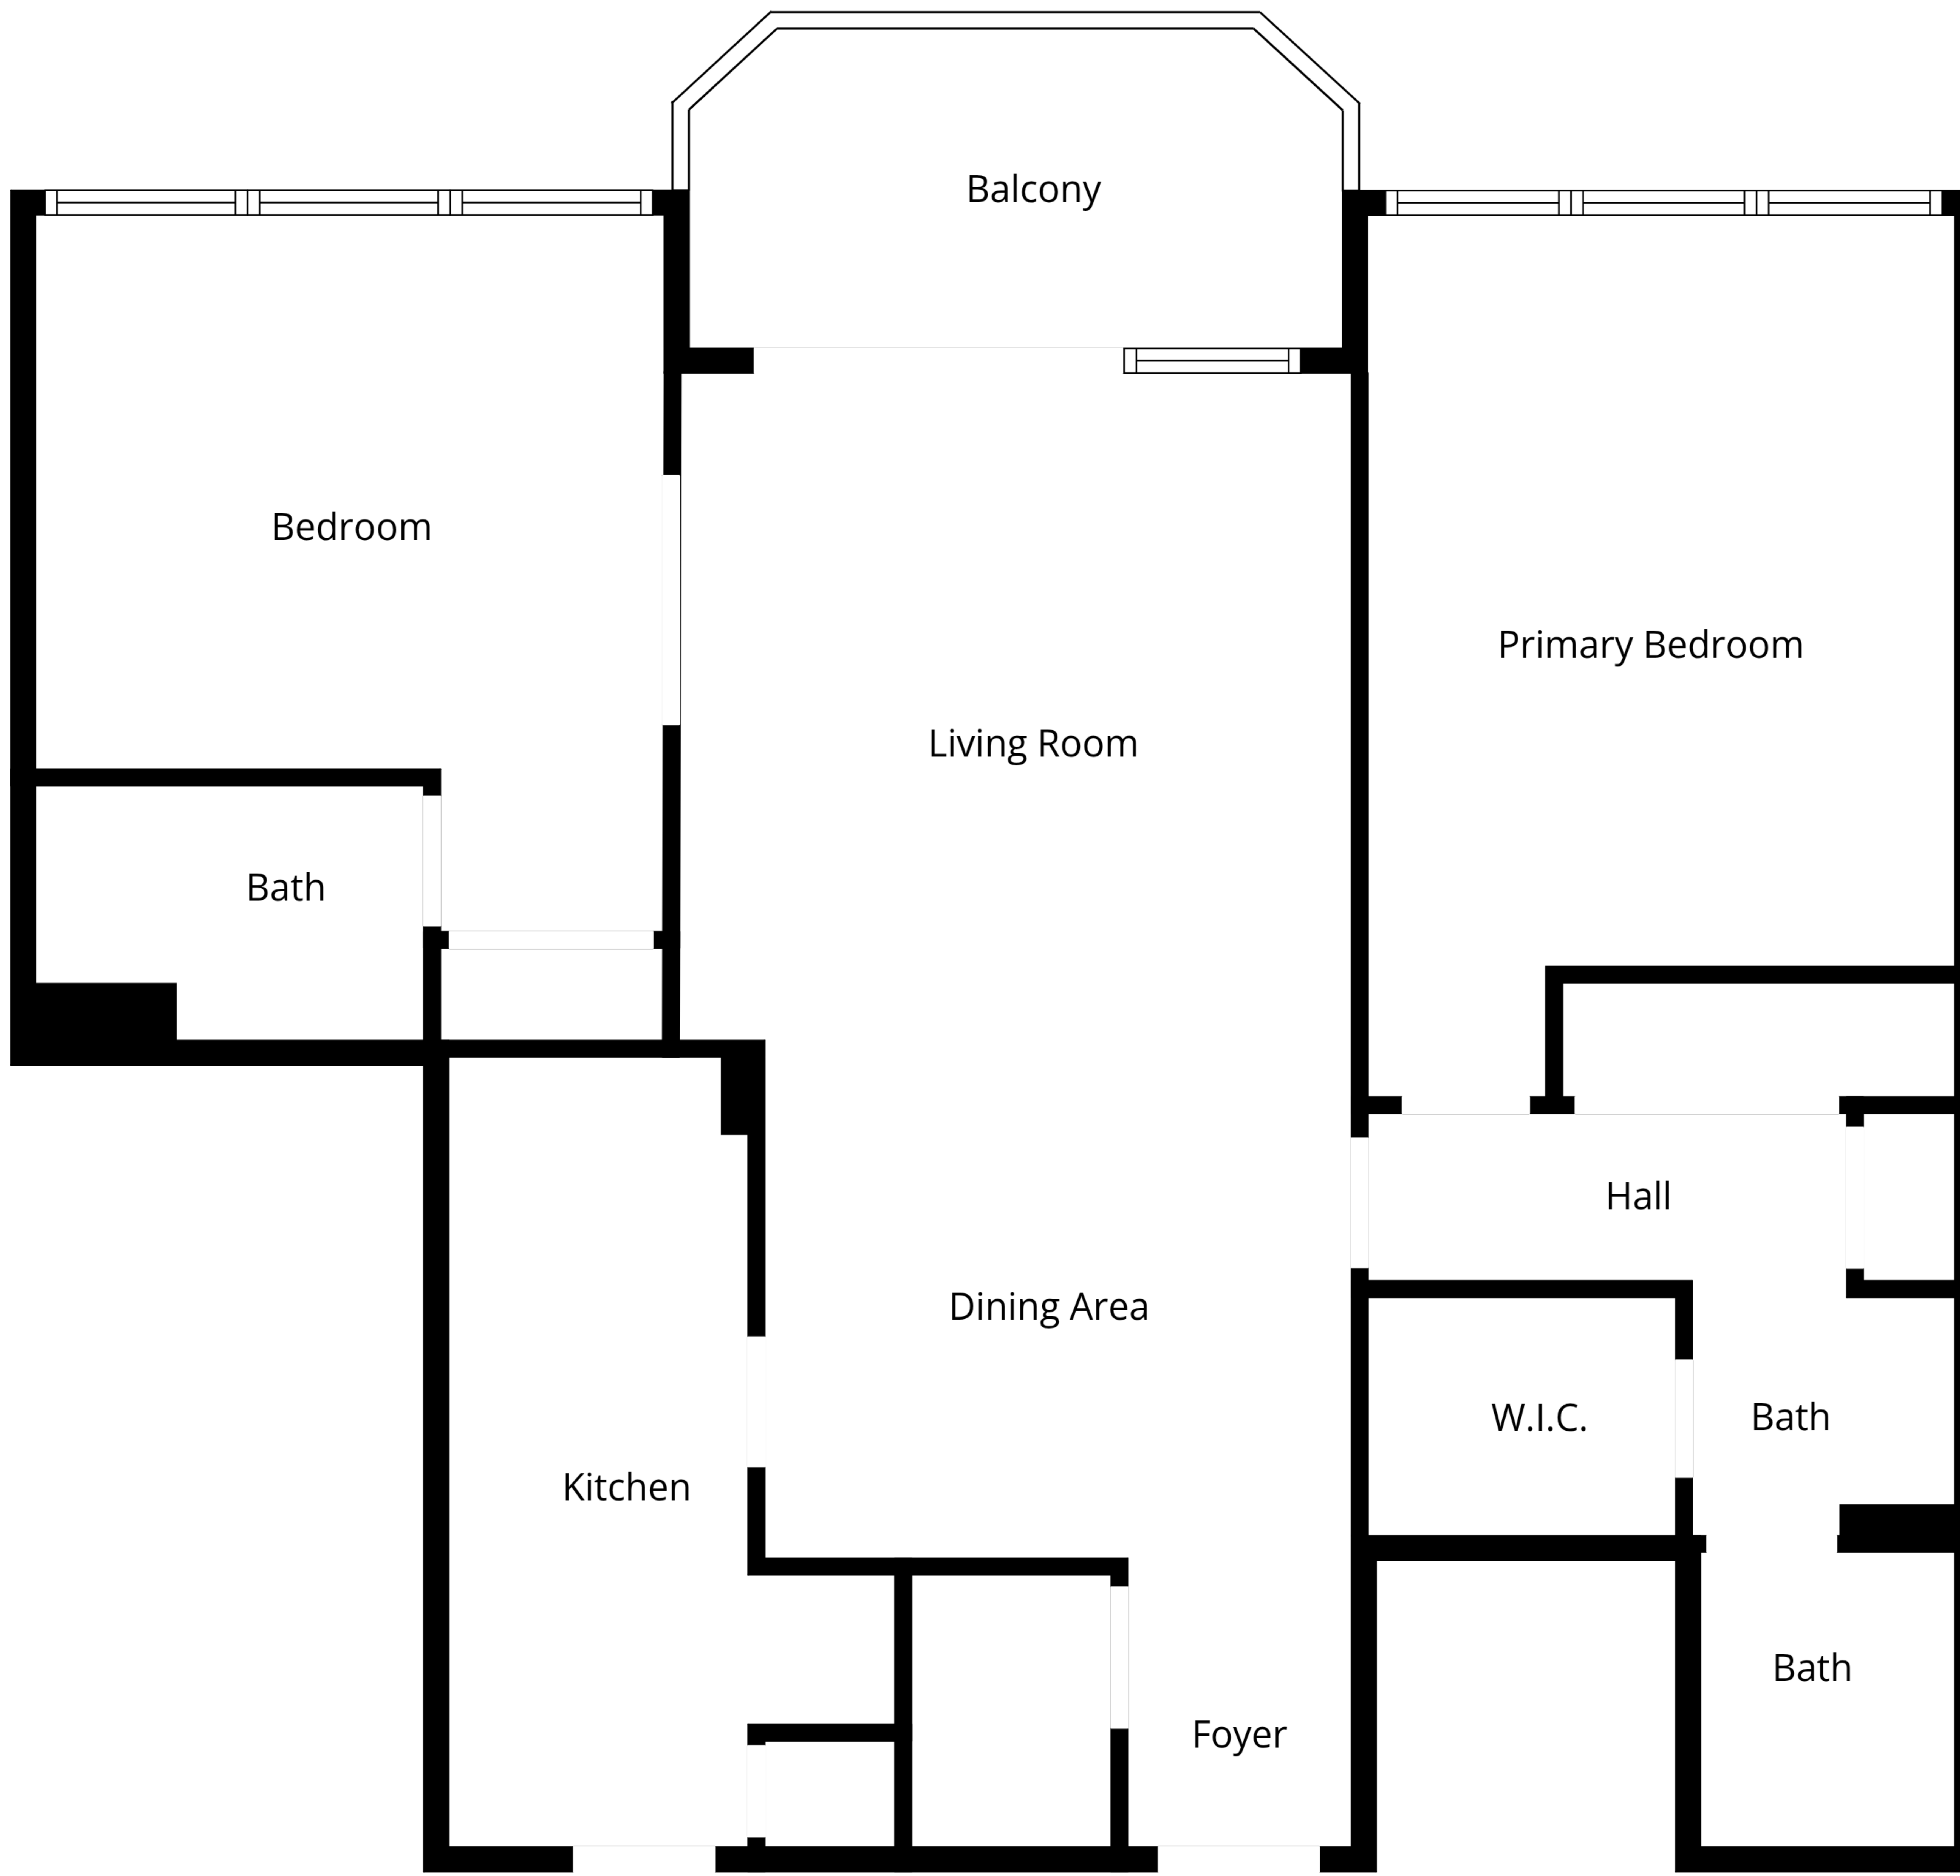 Balcony
Bedroom
Primary Bedroom
Living Room
Bath
Hall
Dining Area
W.I.C.
Bath
Kitchen
Bath
Foyer